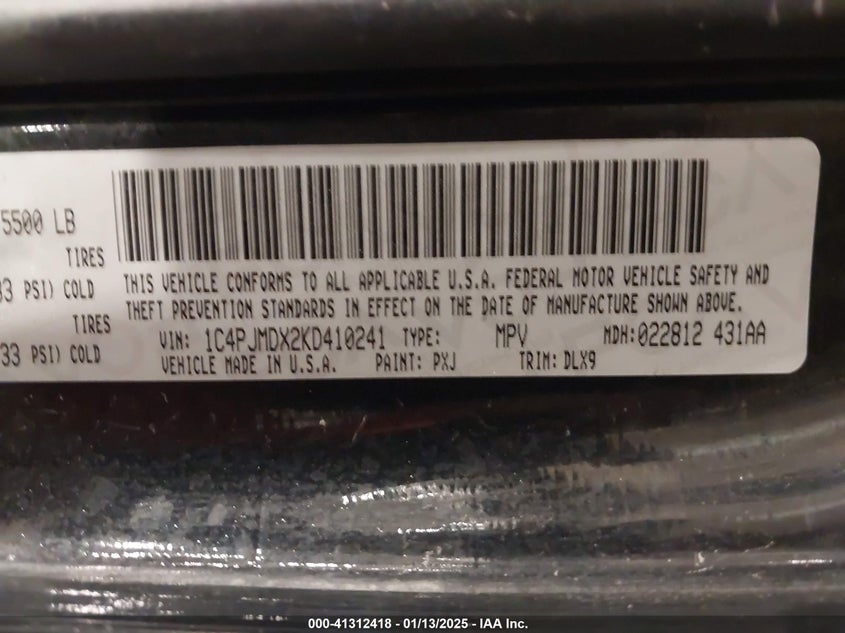 5500 LB
TIRES
33 PSI) COLD
TIRES
33 PSI) COLD
THIS VEHICLE CONFORMS TO ALL APPLICABLE U.S.A. FEDERAL MOTOR VEHICLE SAFETY AND
THEFT PREVENTION STANDARDS IN EFFECT ON THE DATE OF MANUFACTURE SHOWN ABOVE.
VIN: 1C4PJMDX2KD410241 TYPE: MPV MDH:022812 431AA
VEHICLE MADE IN U.S.A. PAINT: PXJ TRIM: DLX9
000-41312418 - 01/13/2025 - IAA Inc.